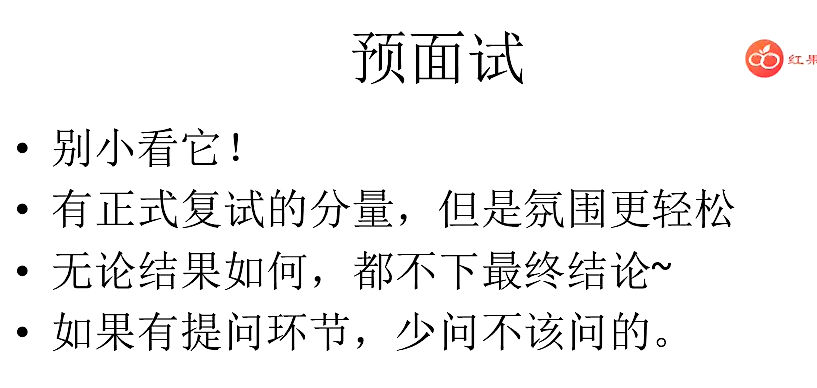 预面试
红果
• 别小看它！
• 有正式复试的分量，但是氛围更轻松
• 无论结果如何，都不下最终结论~
• 如果有提问环节，少问不该问的。